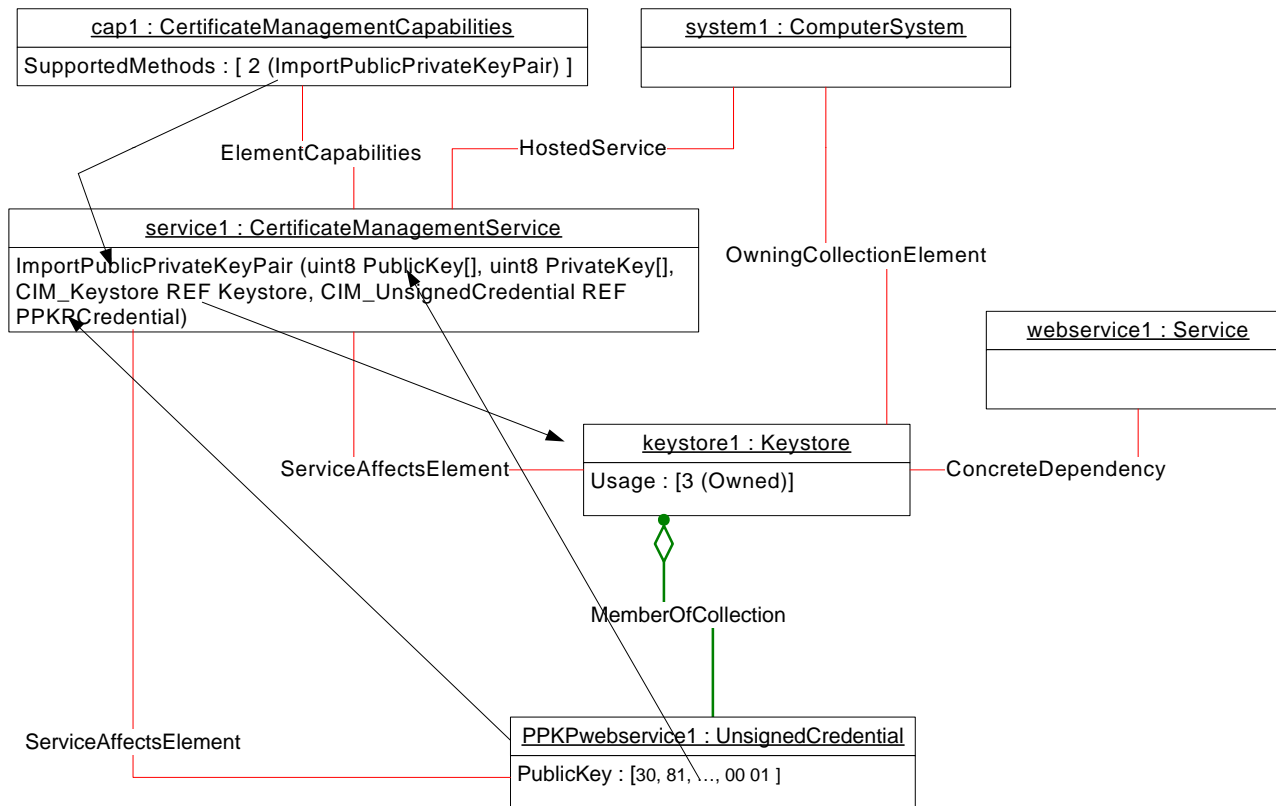 cap1 : CertificateManagementCapabilities
SupportedMethods : [ 2 (ImportPublicPrivateKeyPair) ]
system1 : ComputerSystem
ElementCapabilities
HostedService
service1 : CertificateManagementService
ImportPublicPrivateKeyPair (uint8 PublicKey[], uint8 PrivateKey[],
CIM_Keystore REF Keystore, CIM_UnsignedCredential REF
PPKPCredential)
OwningCollectionElement
webservice1 : Service
keystore1 : Keystore
Usage : [3 (Owned)]
ServiceAffectsElement
ConcreteDependency
MemberOfCollection
ServiceAffectsElement
PPKPwebservice1 : UnsignedCredential
PublicKey : [30, 81, ..., 00 01 ]